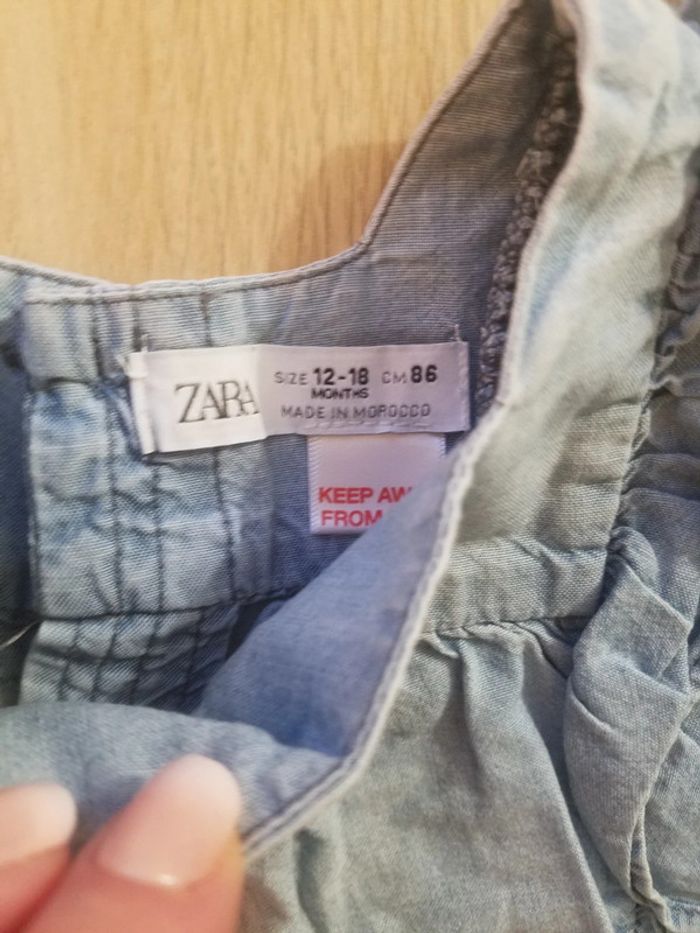 ZARA
SIZE 12-18 CM 86
MONTHS
MADE IN MOROCCO
KEEP AW
FROM